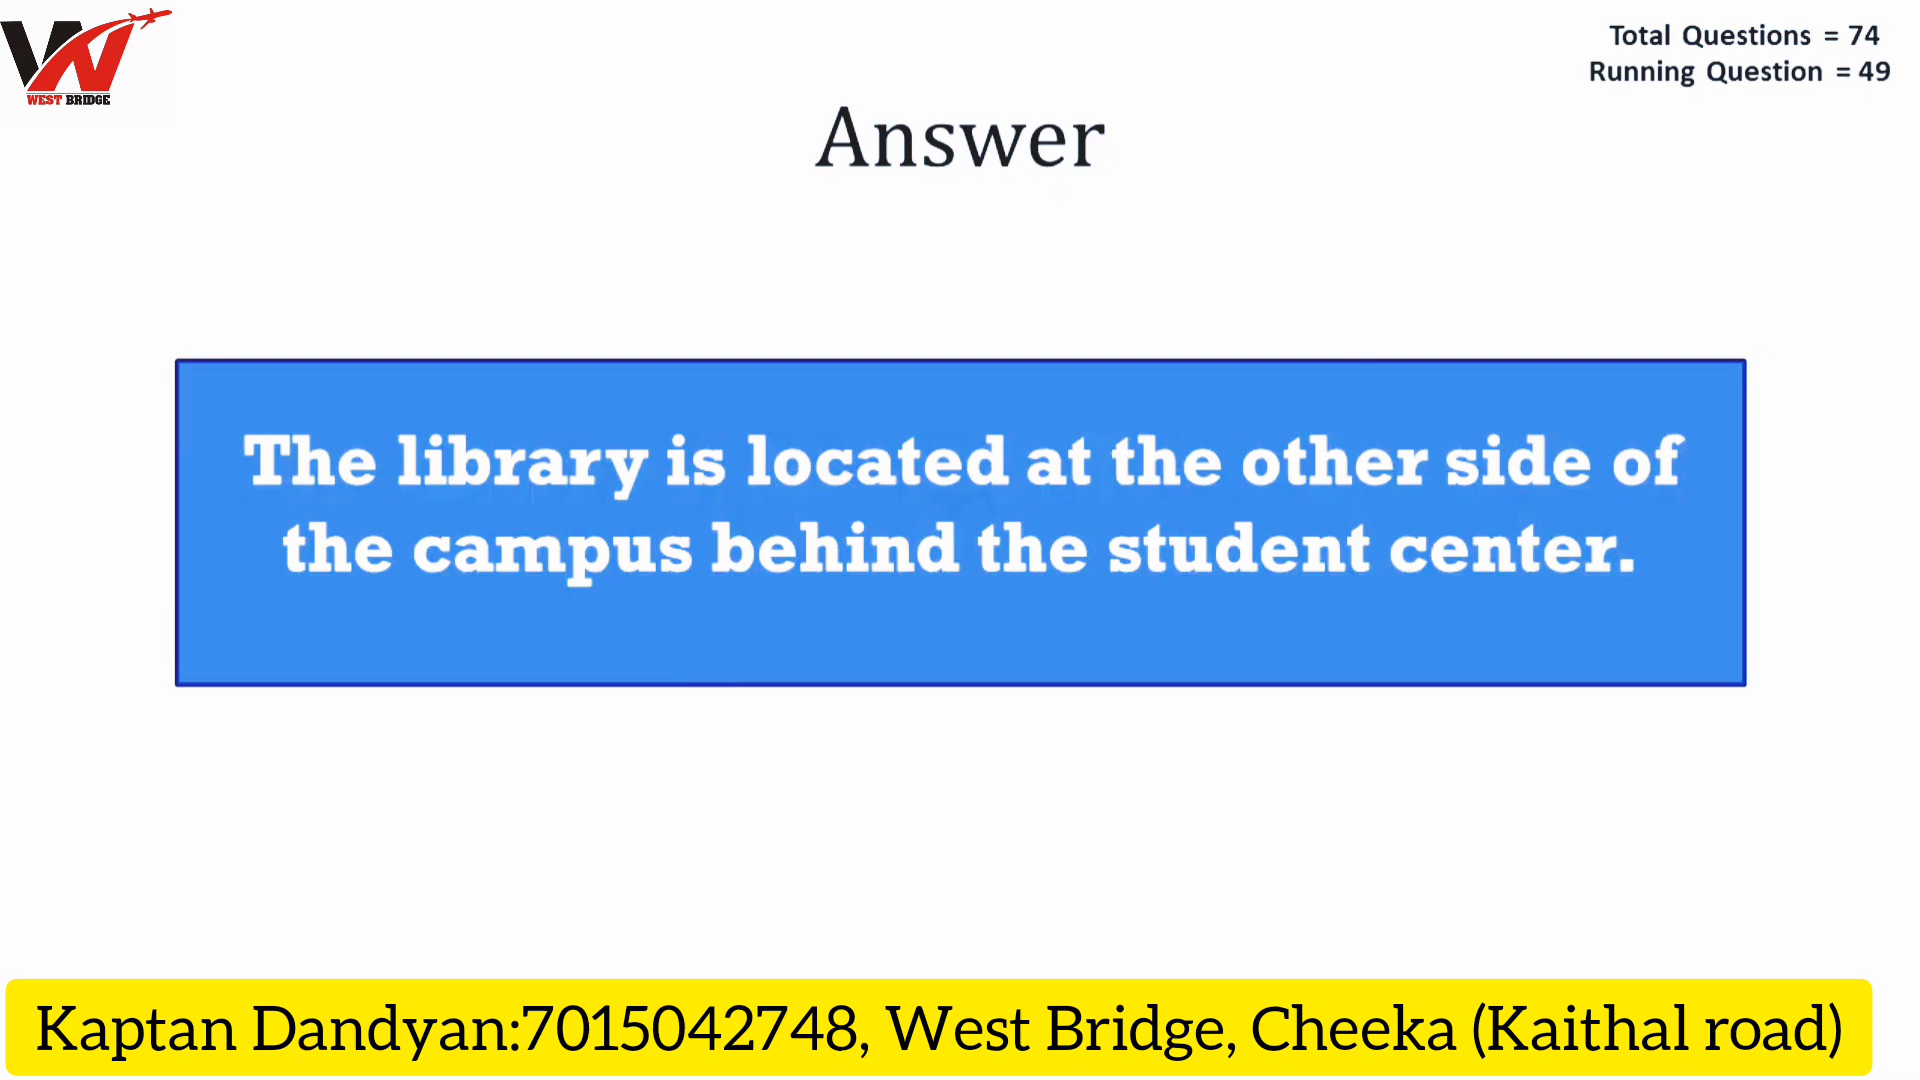 WEST BRIDGE
Total Questions = 74
Running Question = 49
Answer
The library is located at the other side of
the campus behind the student center.
Kaptan Dandyan:7015042748, West Bridge, Cheeka (Kaithal road)